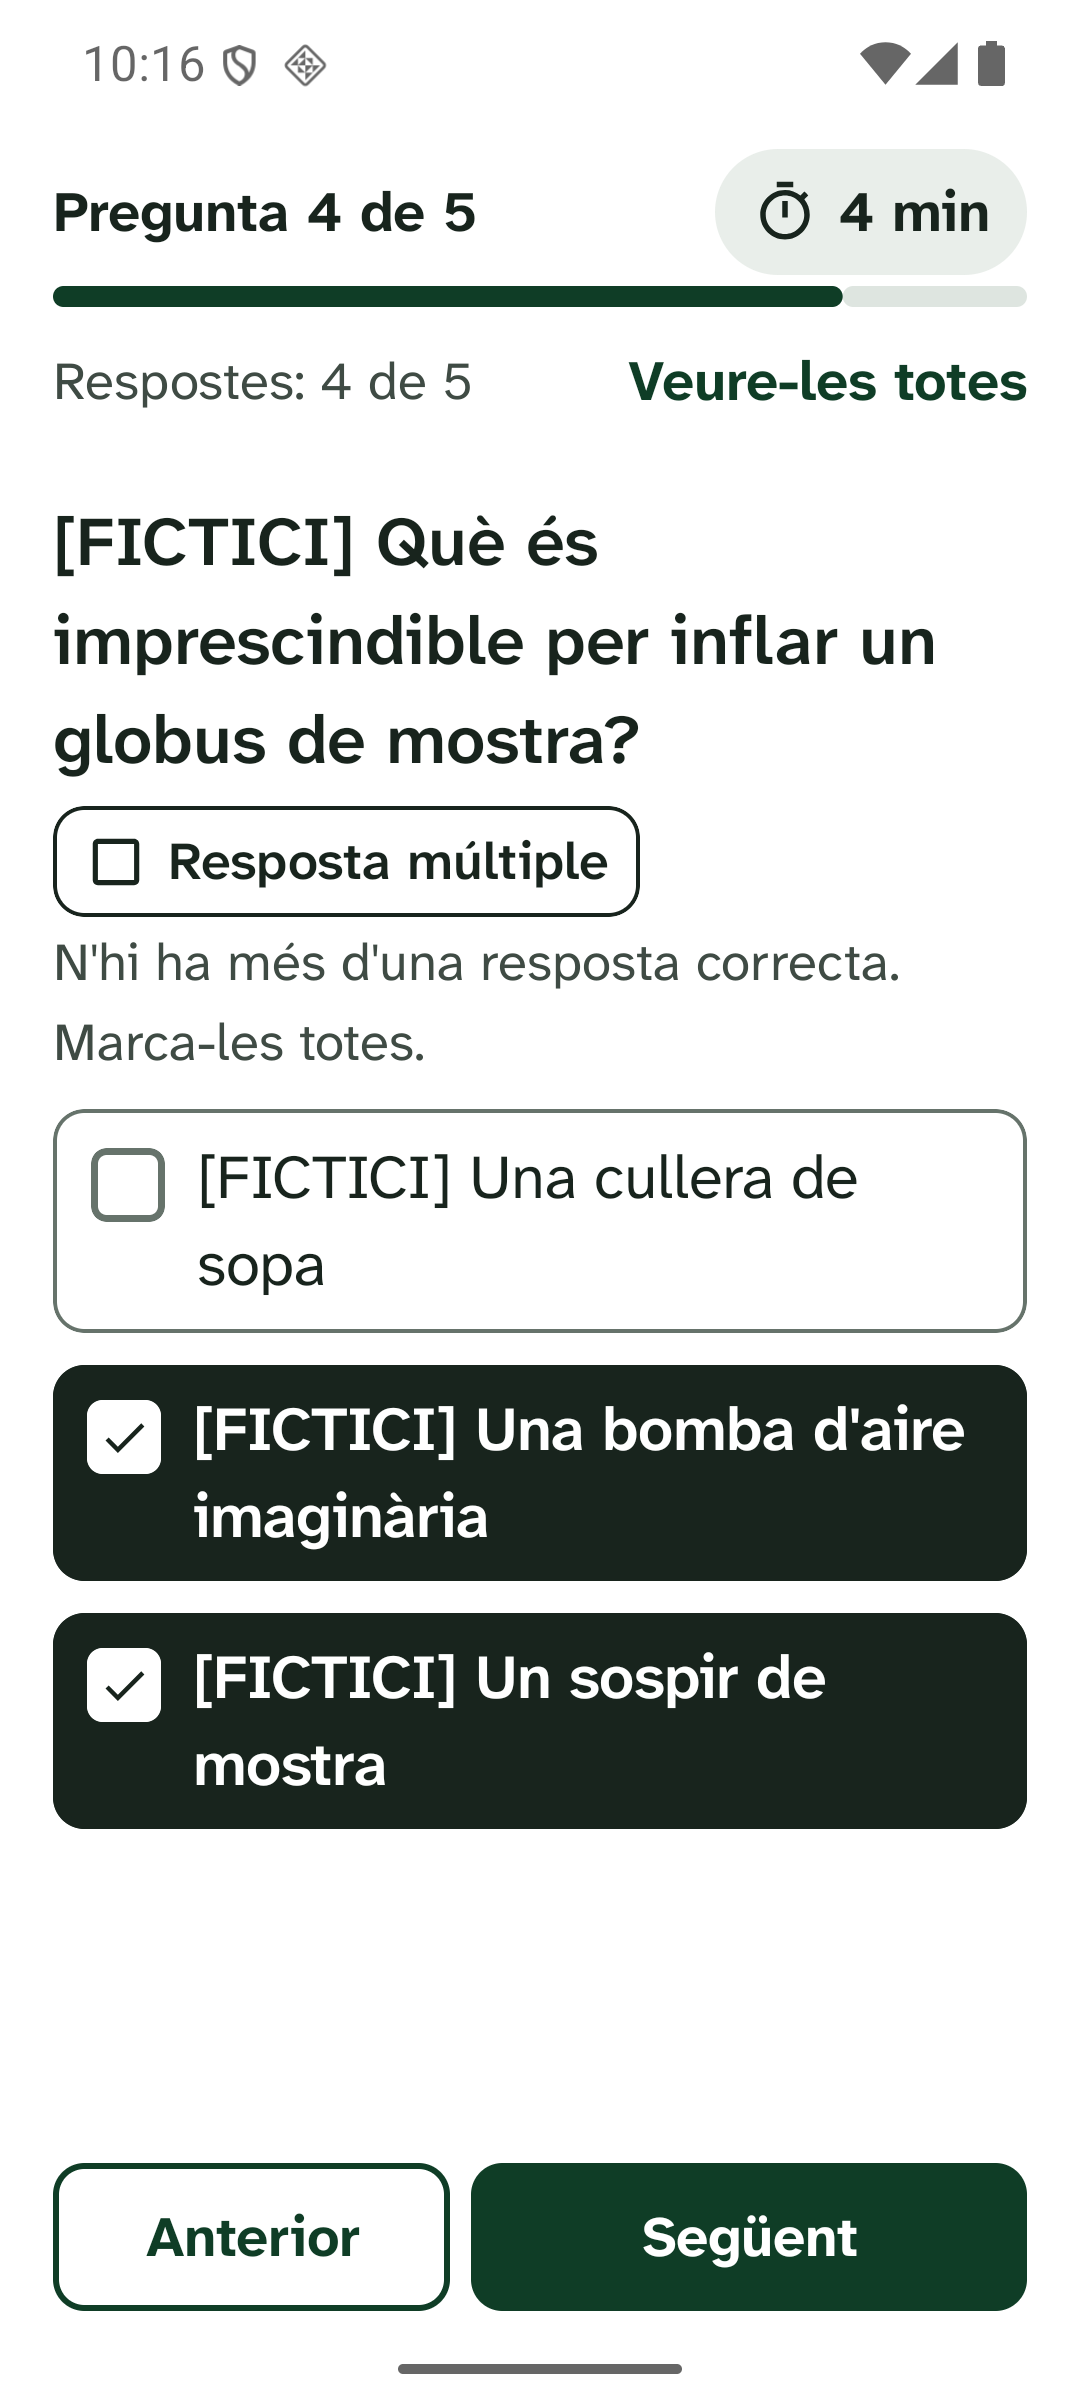 10:16
Pregunta 4 de 5
4 min
Respostes: 4 de 5
Veure-les totes
[FICTICI] Què és
imprescindible per inflar un
globus de mostra?
Resposta múltiple
N'hi ha més d'una resposta correcta.
Marca-les totes.
[FICTICI] Una cullera de
sopa
[FICTICI] Una bomba d'aire
imaginària
[FICTICI] Un sospir de
mostra
Anterior
Següent